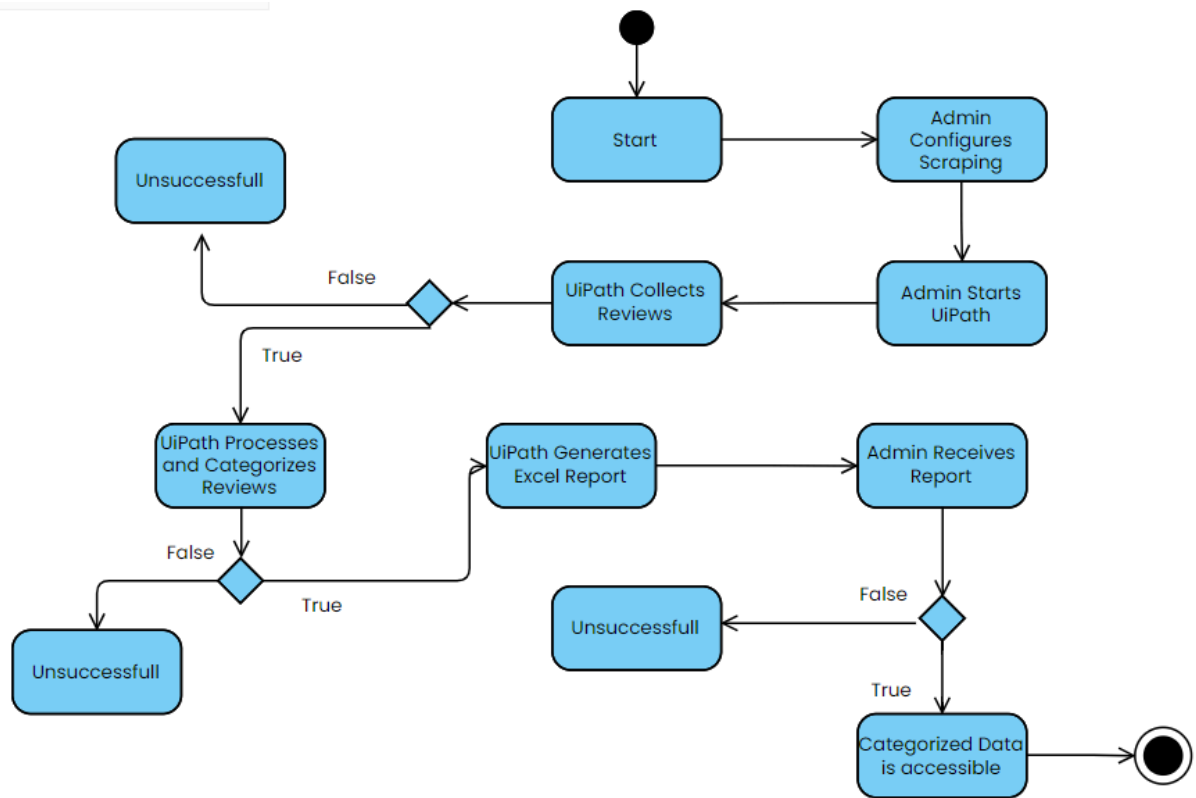 Start
Admin
Configures
Scraping
Unsuccessfull
False
UiPath Collects
Reviews
Admin Starts
UiPath
True
UiPath Processes
and Categorizes
Reviews
UiPath Generates
Excel Report
Admin Receives
Report
False
True
Unsuccessfull
False
Unsuccessfull
True
Categorized Data
is accessible